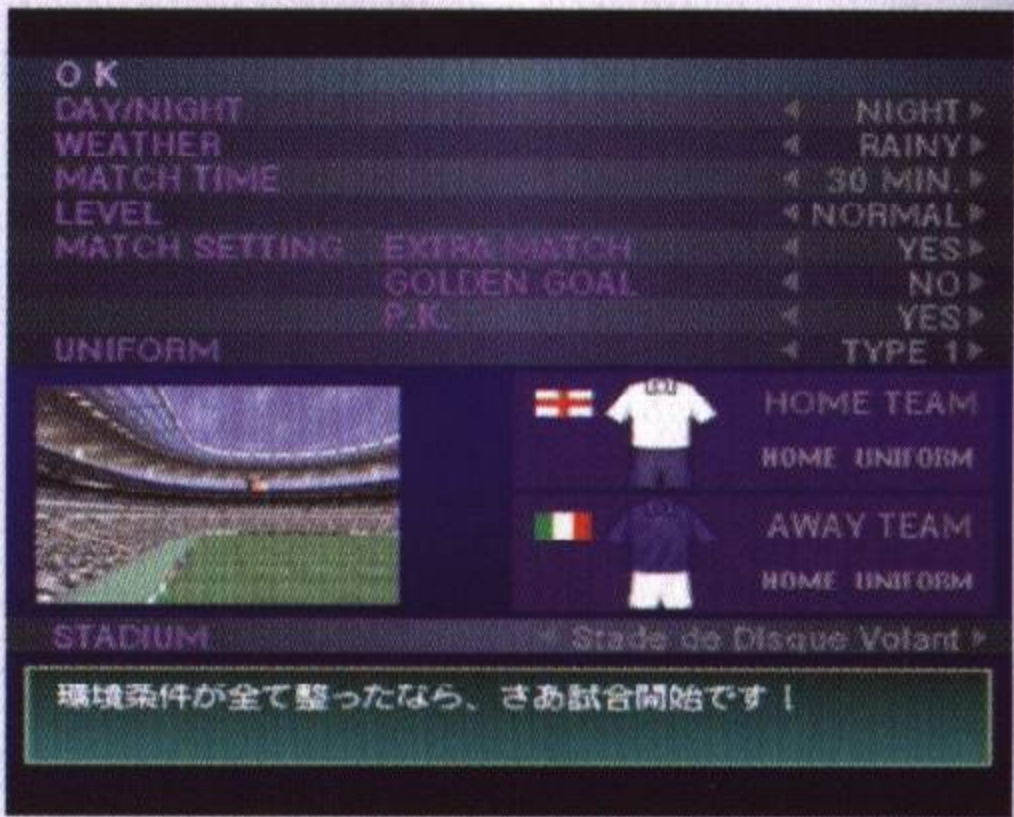 OK
DAY/NIGHT ◀ NIGHT ▶
WEATHER ◀ RAINY ▶
MATCH TIME ◀ 30 MIN. ▶
LEVEL ◀ NORMAL ▶
MATCH SETTING EXTRA MATCH ◀ YES ▶
GOLDEN GOAL ◀ NO ▶
P.K. ◀ YES ▶
UNIFORM ◀ TYPE 1 ▶
HOME TEAM
HOME UNIFORM
AWAY TEAM
HOME UNIFORM
STADIUM ◀ Stade de Disque Volant ▶
環境条件が全て整ったなら、さあ試合開始です！